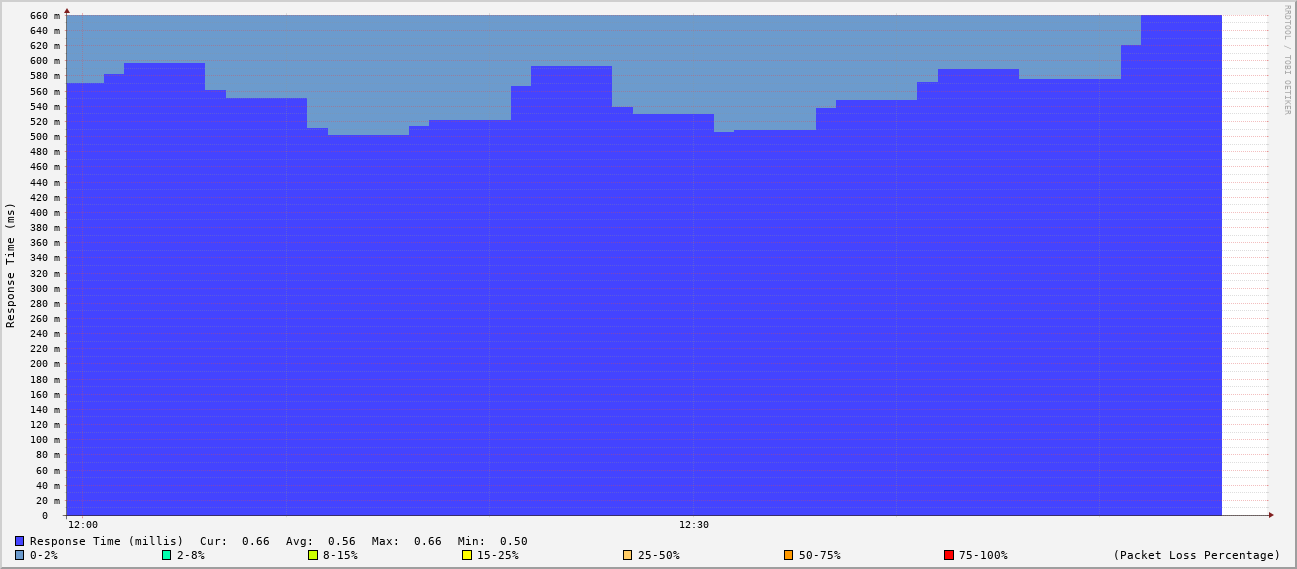 RRDTOOL / TOBI OETIKER
Response Time (ms)
660 m
640 m
620 m
600 m
580 m
560 m
540 m
520 m
500 m
480 m
460 m
440 m
420 m
400 m
380 m
360 m
340 m
320 m
300 m
280 m
260 m
240 m
220 m
200 m
180 m
160 m
140 m
120 m
100 m
80 m
60 m
40 m
20 m
0
12:00 12:30
Response Time (millis) Cur: 0.66 Avg: 0.56 Max: 0.66 Min: 0.50
0-2% 2-8% 8-15% 15-25% 25-50% 50-75% 75-100% (Packet Loss Percentage)